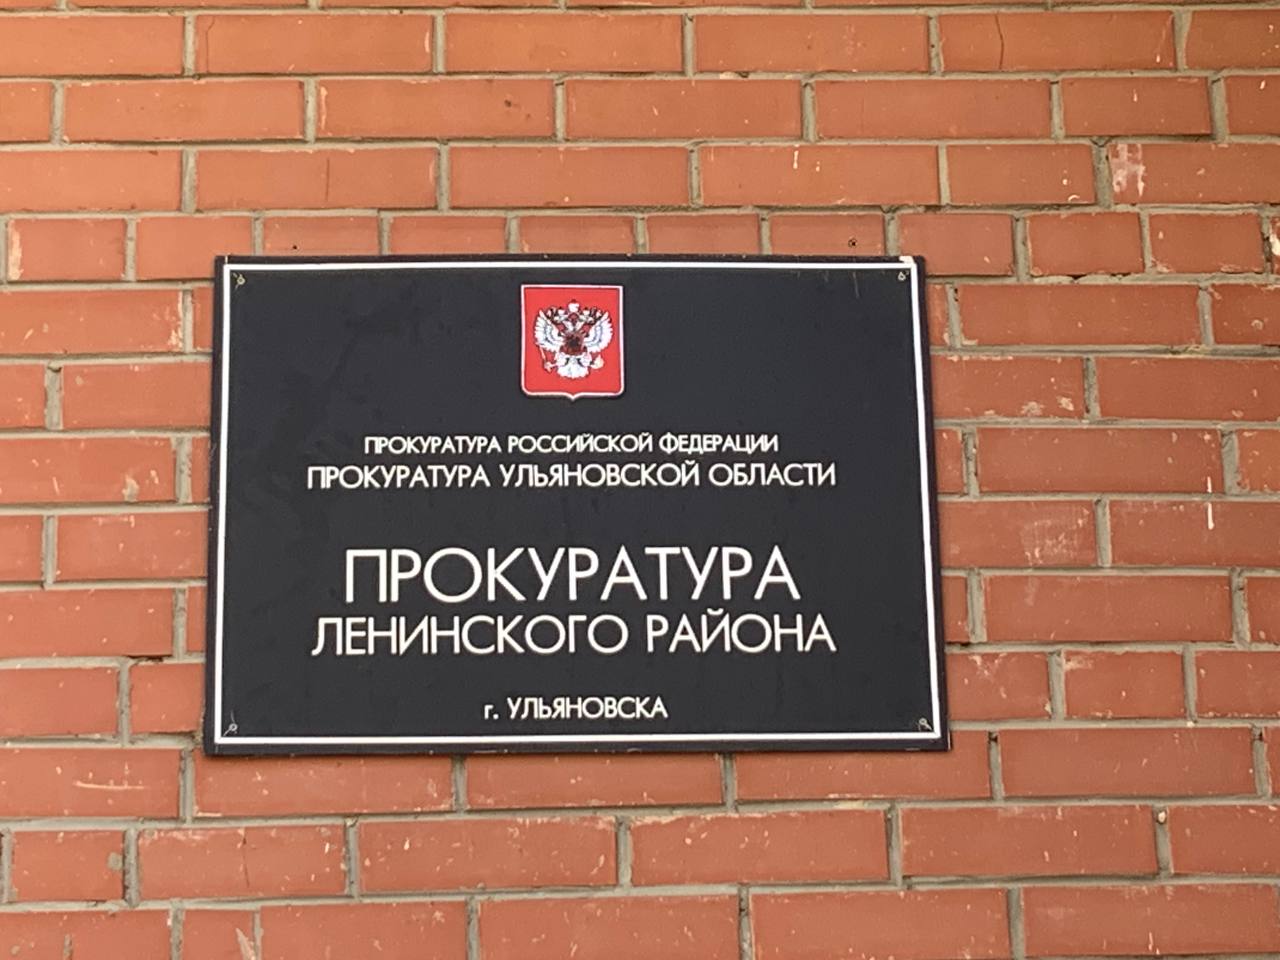 ПРОКУРАТУРА РОССИЙСКОЙ ФЕДЕРАЦИИ
ПРОКУРАТУРА УЛЬЯНОВСКОЙ ОБЛАСТИ
ПРОКУРАТУРА
ЛЕНИНСКОГО РАЙОНА
г. УЛЬЯНОВСКА